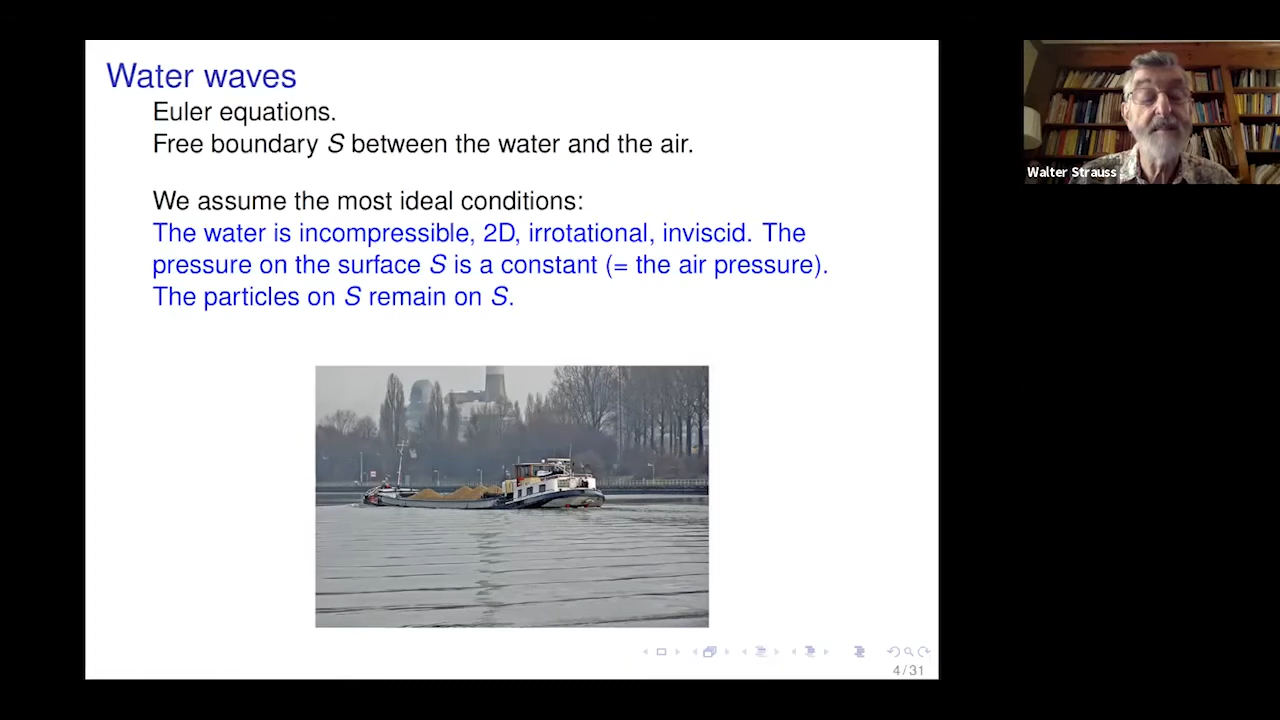 Water waves
Euler equations.
Free boundary S between the water and the air.
We assume the most ideal conditions:
The water is incompressible, 2D, irrotational, inviscid. The
pressure on the surface S is a constant (= the air pressure).
The particles on S remain on S.
4/31
Walter Strauss